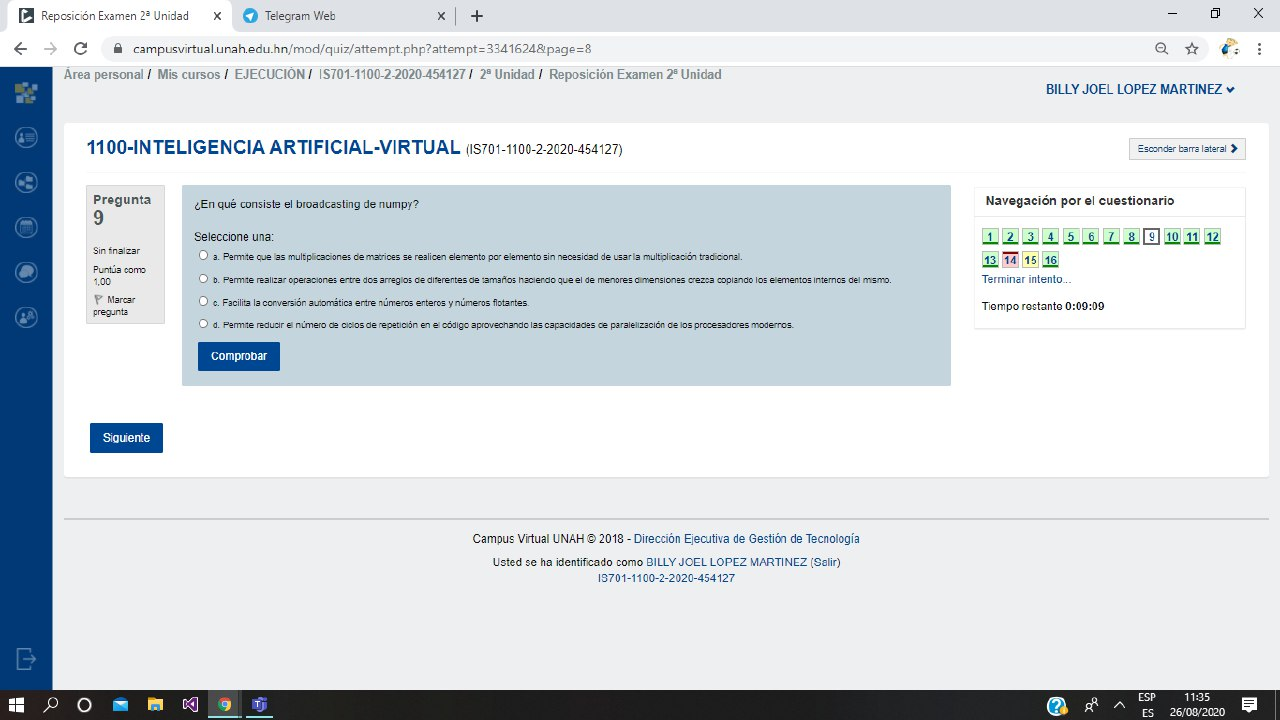 Reposición Examen 2ª Unidad
Telegram Web
campusvirtual.unah.edu.hn/mod/quiz/attempt.php?attempt=3341624&page=8
Área personal / Mis cursos / EJECUCIÓN / IS701-1100-2-2020-454127 / 2ª Unidad / Reposición Examen 2ª Unidad
BILLY JOEL LOPEZ MARTINEZ
1100-INTELIGENCIA ARTIFICIAL-VIRTUAL (IS701-1100-2-2020-454127)
Esconder barra lateral
Pregunta
9
Sin finalizar
Puntúa como
1,00
Marcar
pregunta
¿En qué consiste el broadcasting de numpy?
Seleccione una:
a. Permite que las multiplicaciones de matrices se realicen elemento por elemento sin necesidad de usar la multiplicación tradicional.
b. Permite realizar operaciones entre dos arreglos de diferentes de tamaños haciendo que el de menores dimensiones crezca copiando los elementos internos del mismo.
c. Facilita la conversión automática entre números enteros y números flotantes.
d. Permite reducir el número de ciclos de repetición en el código aprovechando las capacidades de paralelización de los procesadores modernos.
Comprobar
Siguiente
Navegación por el cuestionario
1 2 3 4 5 6 7 8 9 10 11 12
13 14 15 16
Terminar intento...
Tiempo restante 0:09:09
Campus Virtual UNAH © 2018 - Dirección Ejecutiva de Gestión de Tecnología
Usted se ha identificado como BILLY JOEL LOPEZ MARTINEZ (Salir)
IS701-1100-2-2020-454127
ESP
ES
11:35
26/08/2020